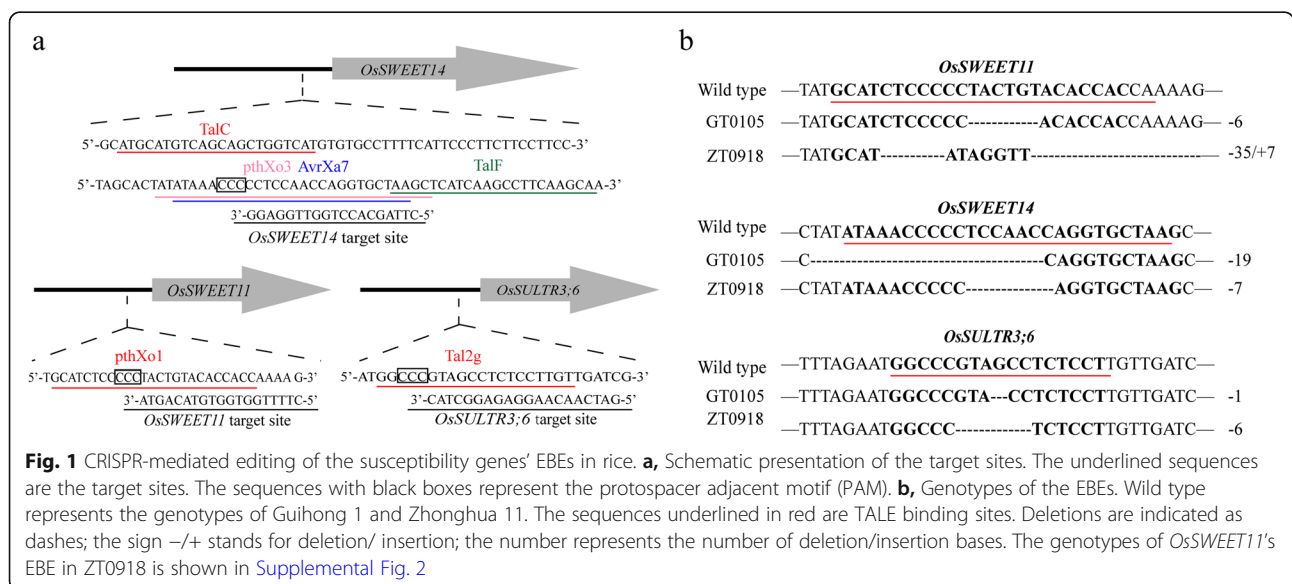 a
OsSWEET14
TalC
5'-GCATGCATGTCAGCAGCTGGTCATGTGTGCCTTTTCATTCCCTTCTTCCTTCC-3'
pthXo3 AvrXa7 TalF
5'-TAGCACTATATAAACCCCCTCCAACCAGGTGCTAAGCTCATCAAGCCTTCAAGCAA-3'
3'-GGAGGTTGGTCCACGATTC-5'
OsSWEET14 target site
OsSWEET11
pthXo1
5'-TGCATCTCGCCCTACTGTACACCACCAAAA G-3'
3'-ATGACATGTGGTGGTTTTC-5'
OsSWEET11 target site
OsSULTR3;6
Tal2g
5'-ATGGCCCGTAGCCTCTCCTTGTTGATCG-3'
3'-CATCGGAGAGGAACAACTAG-5'
OsSULTR3;6 target site
b
OsSWEET11
Wild type —TATGCATCTCCCCCTACTGTACACCACCAAAAG—
GT0105 —TATGCATCTCCCCC------------ACACCACCAAAAG— -6
ZT0918 —TATGCAT-----------ATAGGTT-----------------------------— -35/+7
OsSWEET14
Wild type —CTATATAAACCCCCTCCAACCAGGTGCTAAGC—
GT0105 —C-----------------------------------------CAGGTGCTAAGC— -19
ZT0918 —CTATATAAACCCCC---------------AGGTGCTAAGC— -7
OsSULTR3;6
Wild type —TTTAGAATGGCCCGTAGCCTCTCCTTGTTGATC—
GT0105 —TTTAGAATGGCCCGTA---CCTCTCCTTGTTGATC— -1
ZT0918 —TTTAGAATGGCCC-------------TCTCCTTGTTGATC— -6
Fig. 1 CRISPR-mediated editing of the susceptibility genes' EBEs in rice. a, Schematic presentation of the target sites. The underlined sequences
are the target sites. The sequences with black boxes represent the protospacer adjacent motif (PAM). b, Genotypes of the EBEs. Wild type
represents the genotypes of Guihong 1 and Zhonghua 11. The sequences underlined in red are TALE binding sites. Deletions are indicated as
dashes; the sign −/+ stands for deletion/ insertion; the number represents the number of deletion/insertion bases. The genotypes of OsSWEET11's
EBE in ZT0918 is shown in Supplemental Fig. 2